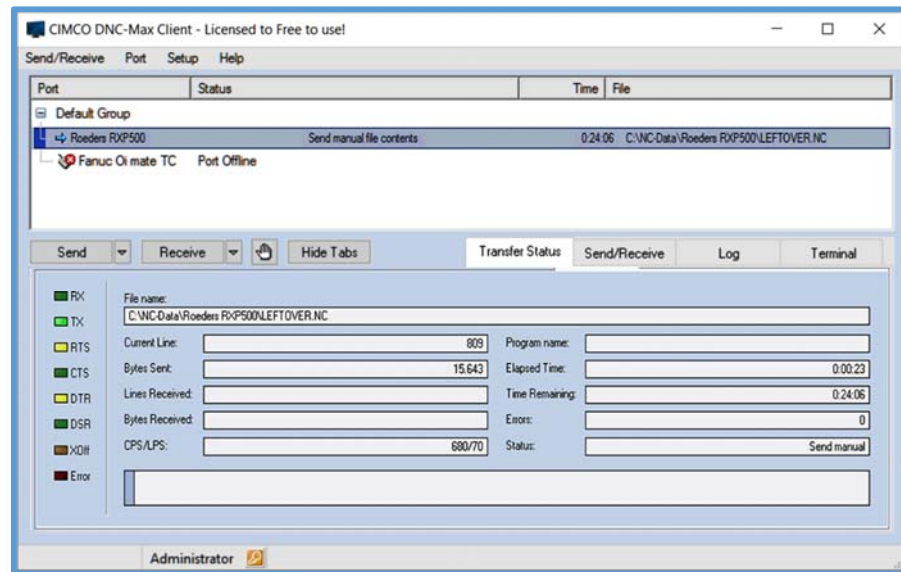 CIMCO DNC-Max Client - Licensed to Free to use!
Send/Receive Port Setup Help
Port Status Time File
Default Group
Roeders RXP500 Send manual file contents 0:24:06 C:\NC-Data\Roeders RXP500\LEFTOVER.NC
Fanuc Oi mate TC Port Offline
Send Receive Hide Tabs Transfer Status Send/Receive Log Terminal
RX File name:
C:\NC-Data\Roeders RXP500\LEFTOVER.NC
TX
RTS Current Line: 809 Program name:
CTS Bytes Sent: 15.643 Elapsed Time: 0:00:23
DTR Lines Received: Time Remaining: 0:24:06
DSR Bytes Received: Errors: 0
XOff CPS/LPS: 680/70 Status: Send manual
Error
Administrator